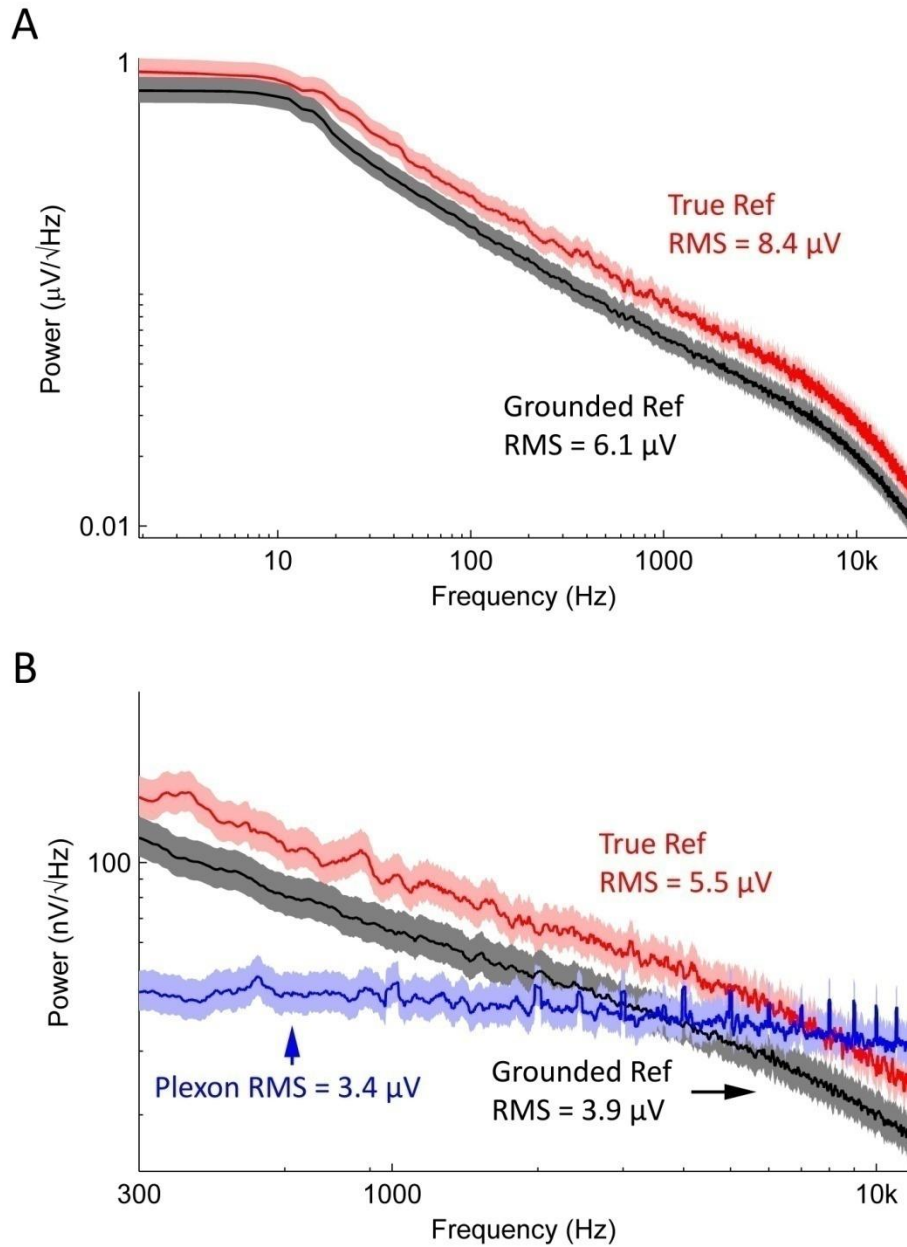 A
1
True Ref
RMS = 8.4 µV
Power (µV/√Hz)
Grounded Ref
RMS = 6.1 µV
0.01
10 100 1000 10k
Frequency (Hz)
B
True Ref
RMS = 5.5 µV
100
Power (nV/√Hz)
Plexon RMS = 3.4 µV
Grounded Ref
RMS = 3.9 µV
300 1000 10k
Frequency (Hz)